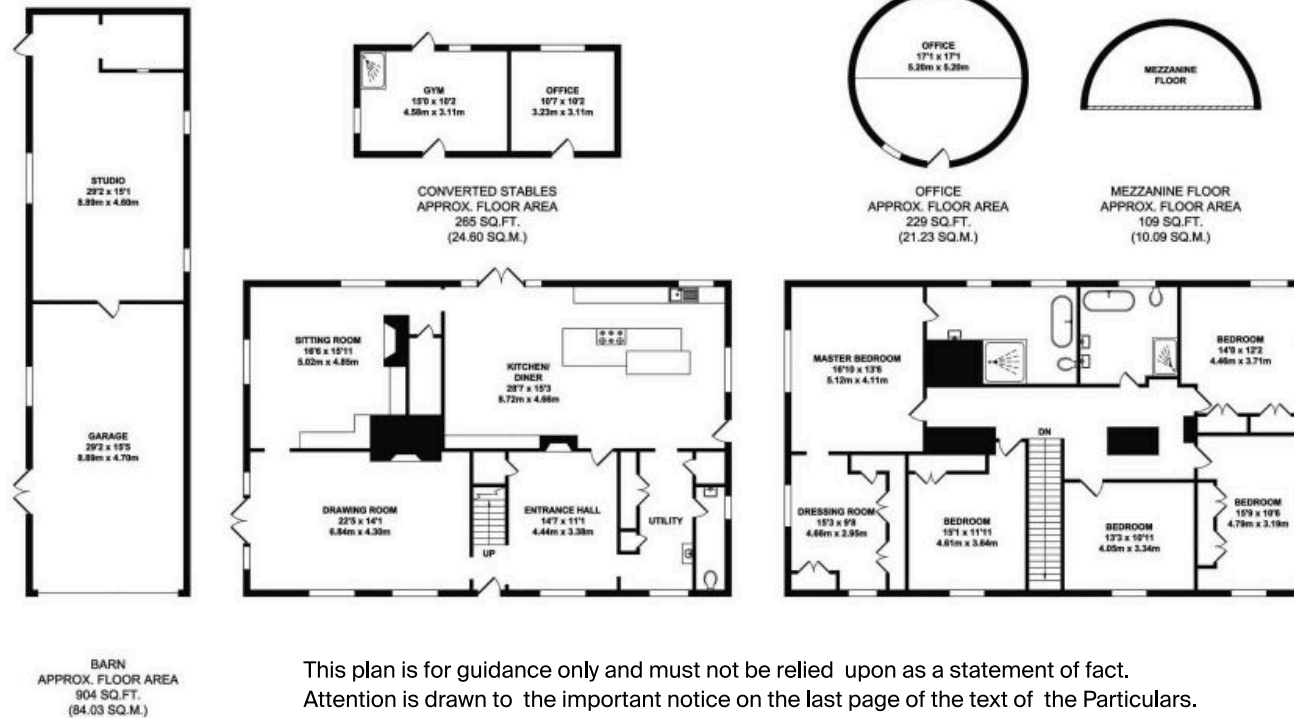 STUDIO
29'2 x 15'1
8.89m x 4.60m
GARAGE
29'2 x 15'5
8.89m x 4.70m
BARN
APPROX. FLOOR AREA
904 SQ.FT.
(84.03 SQ.M.)
GYM
15'0 x 10'2
4.58m x 3.11m
OFFICE
10'7 x 10'2
3.23m x 3.11m
CONVERTED STABLES
APPROX. FLOOR AREA
265 SQ.FT.
(24.60 SQ.M.)
OFFICE
17'1 x 17'1
5.20m x 5.20m
OFFICE
APPROX. FLOOR AREA
229 SQ.FT.
(21.23 SQ.M.)
MEZZANINE
FLOOR
MEZZANINE FLOOR
APPROX. FLOOR AREA
109 SQ.FT.
(10.09 SQ.M.)
SITTING ROOM
16'6 x 15'11
5.02m x 4.85m
KITCHEN/
DINER
28'7 x 15'3
8.72m x 4.66m
DRAWING ROOM
22'5 x 14'1
6.84m x 4.30m
UP
ENTRANCE HALL
14'7 x 11'1
4.44m x 3.38m
UTILITY
MASTER BEDROOM
16'10 x 13'6
5.12m x 4.11m
BEDROOM
14'8 x 12'2
4.46m x 3.71m
DN
DRESSING ROOM
15'3 x 9'8
4.66m x 2.95m
BEDROOM
15'1 x 11'11
4.61m x 3.64m
BEDROOM
13'3 x 10'11
4.05m x 3.34m
BEDROOM
15'9 x 10'6
4.79m x 3.19m
This plan is for guidance only and must not be relied upon as a statement of fact.
Attention is drawn to the important notice on the last page of the text of the Particulars.